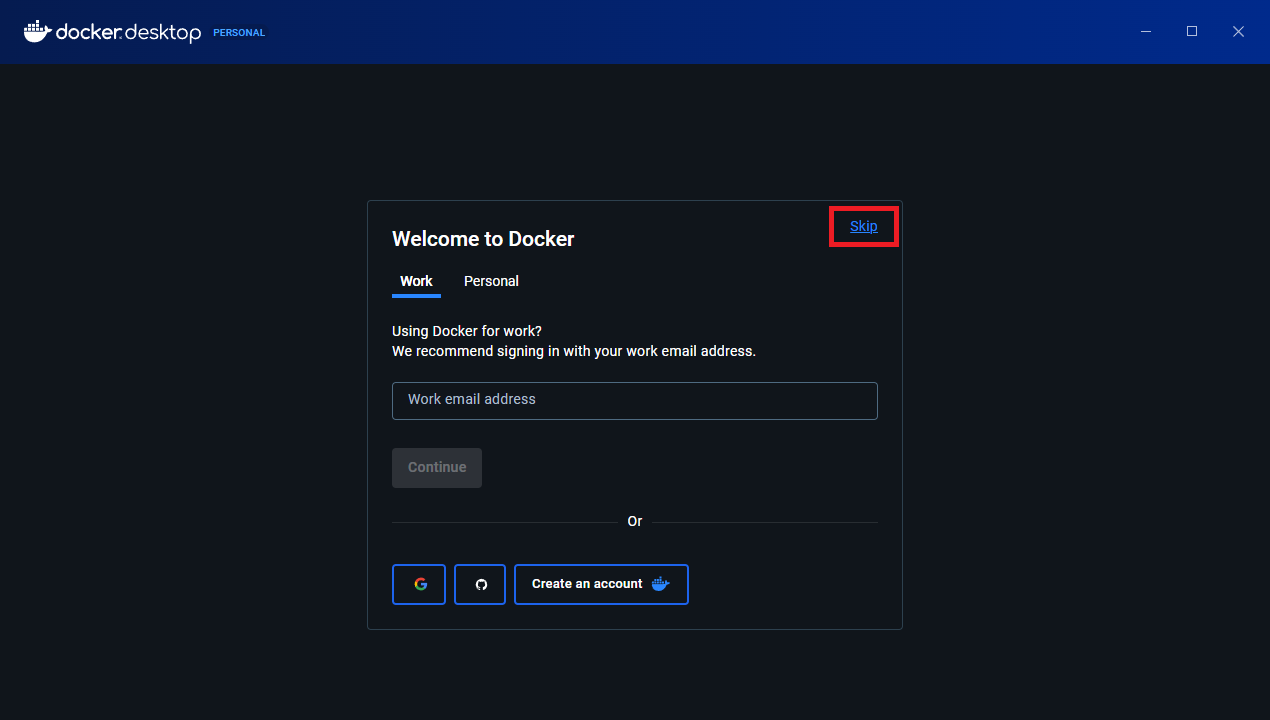 docker.desktop PERSONAL
Skip
Welcome to Docker
Work Personal
Using Docker for work?
We recommend signing in with your work email address.
Work email address
Continue
Or
Create an account